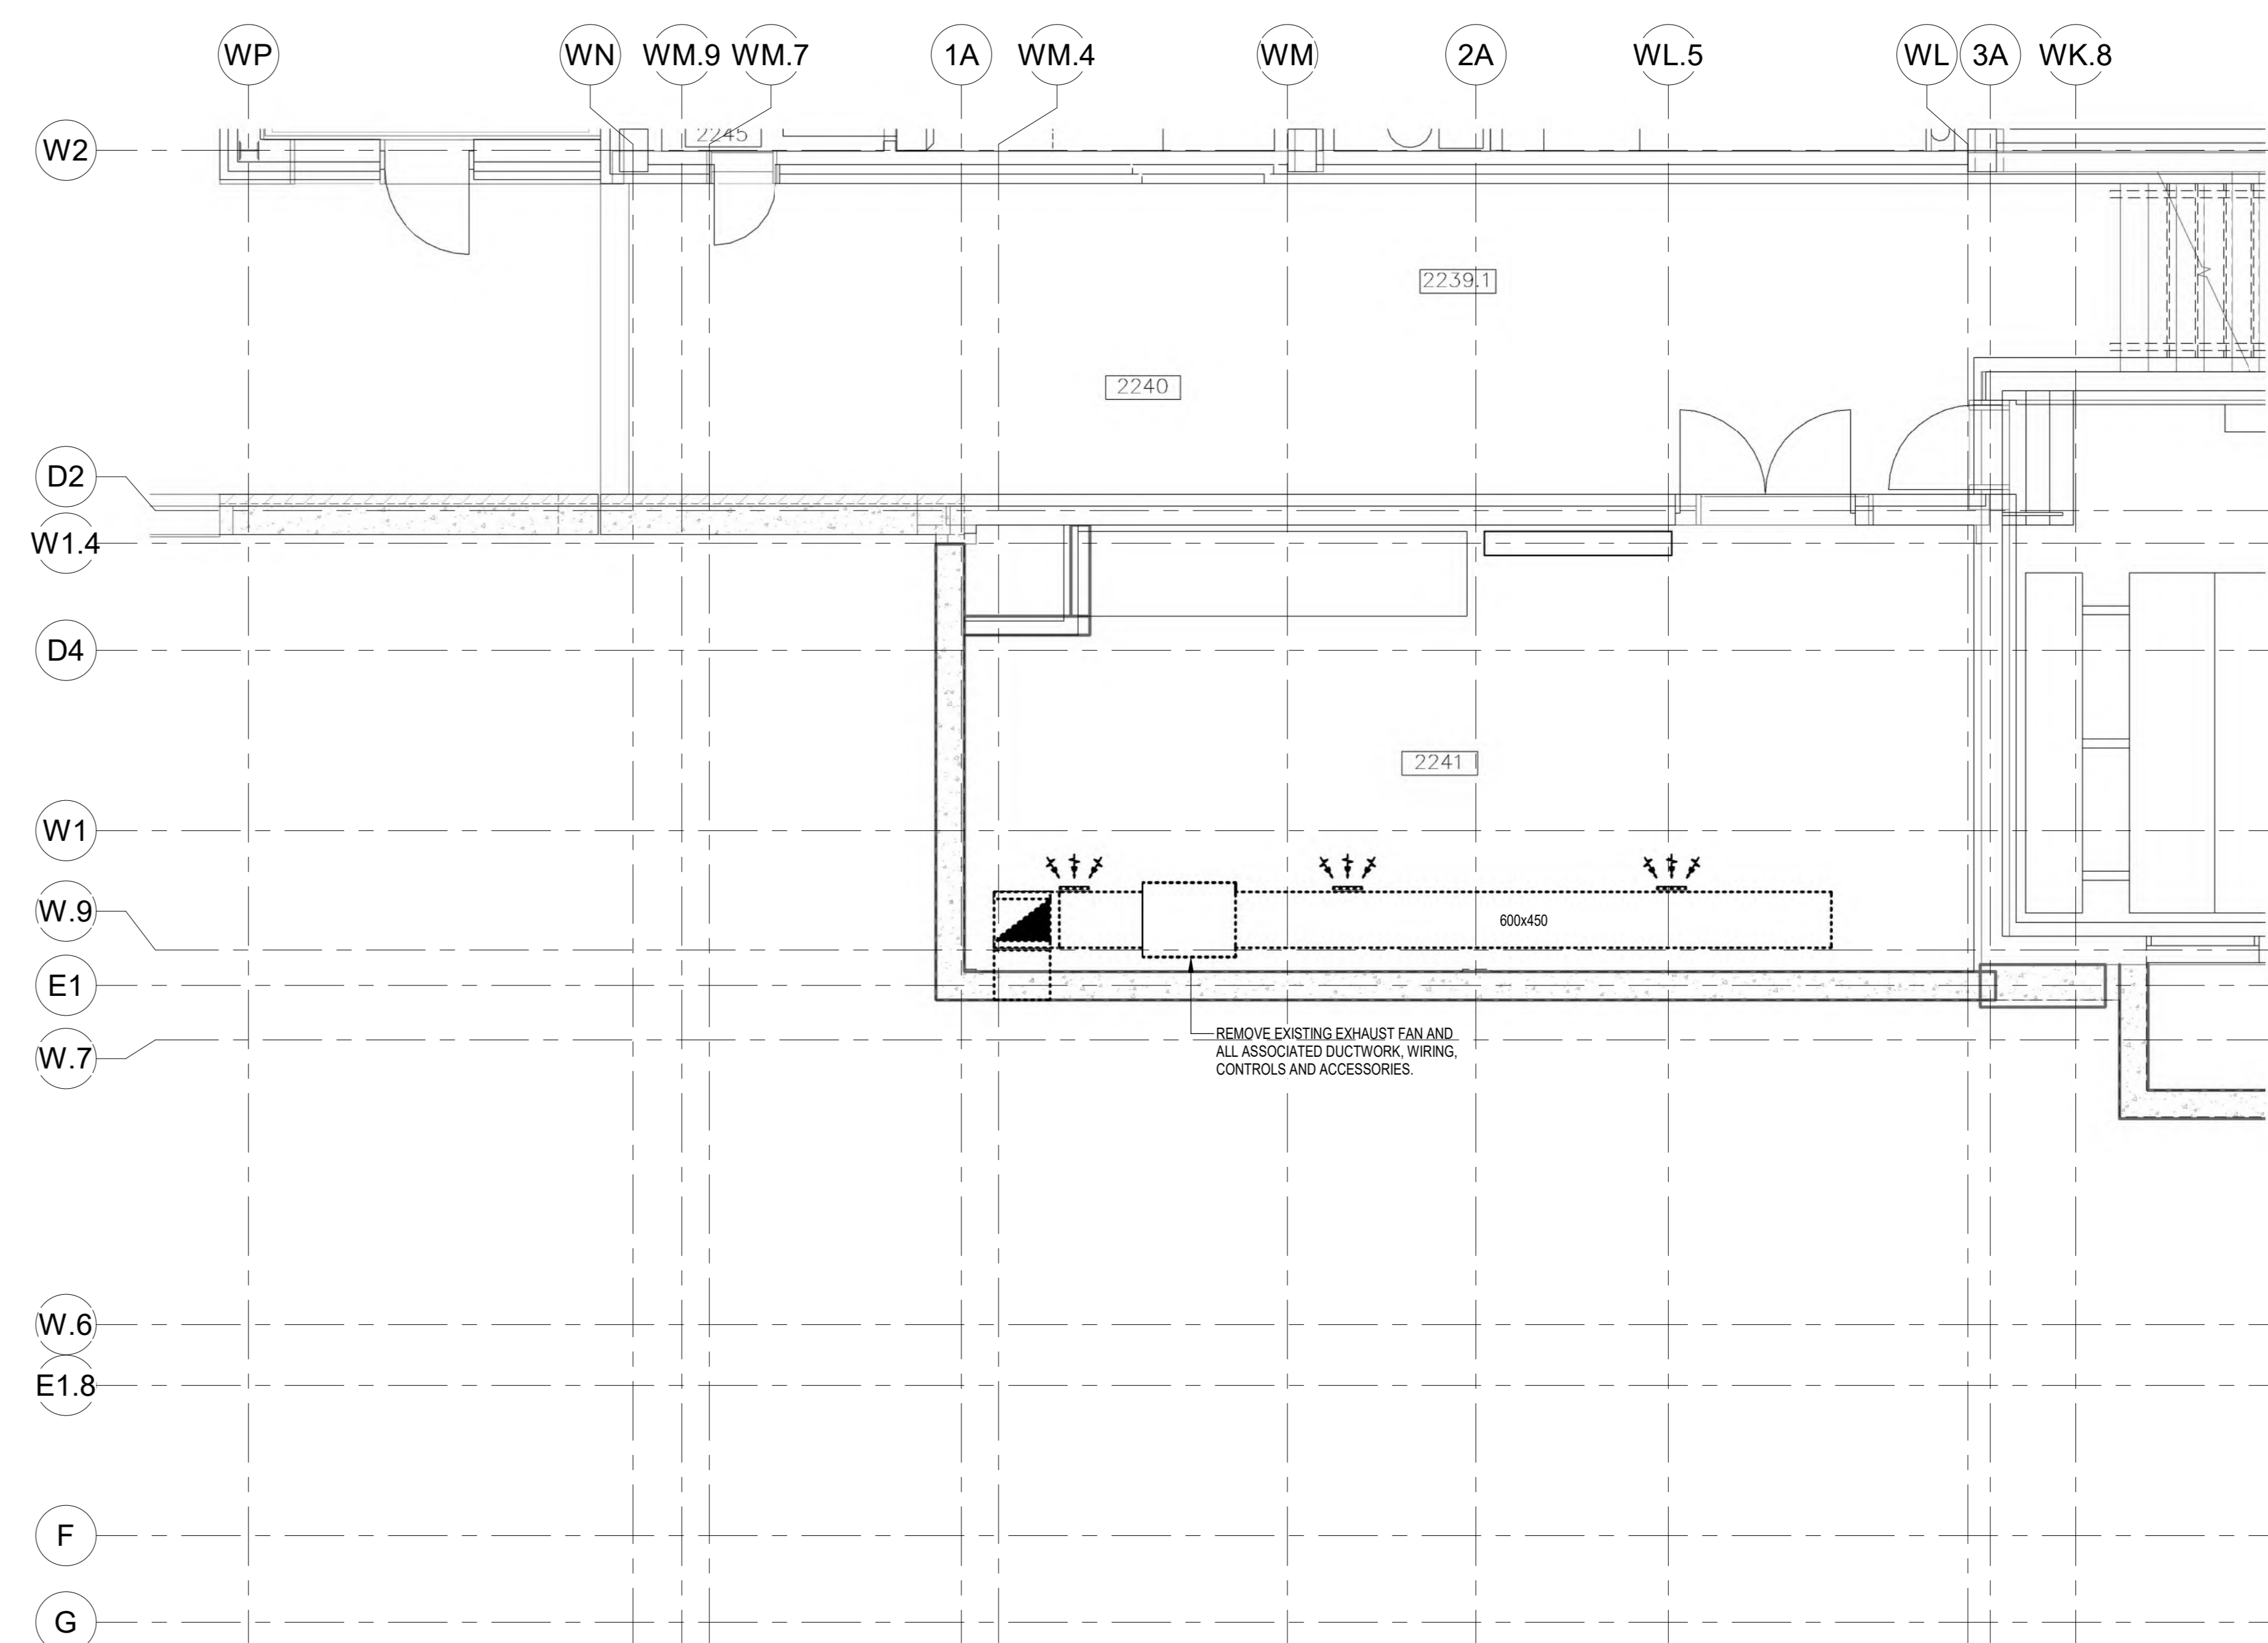 WP WN WM.9 WM.7 1A WM.4 WM 2A WL.5 WL 3A WK.8
W2
2245
2239.1
2240
D2
W1.4
D4
2241
W1
W.9
600x450
E1
REMOVE EXISTING EXHAUST FAN AND
ALL ASSOCIATED DUCTWORK, WIRING,
CONTROLS AND ACCESSORIES.
W.7
W.6
E1.8
F
G